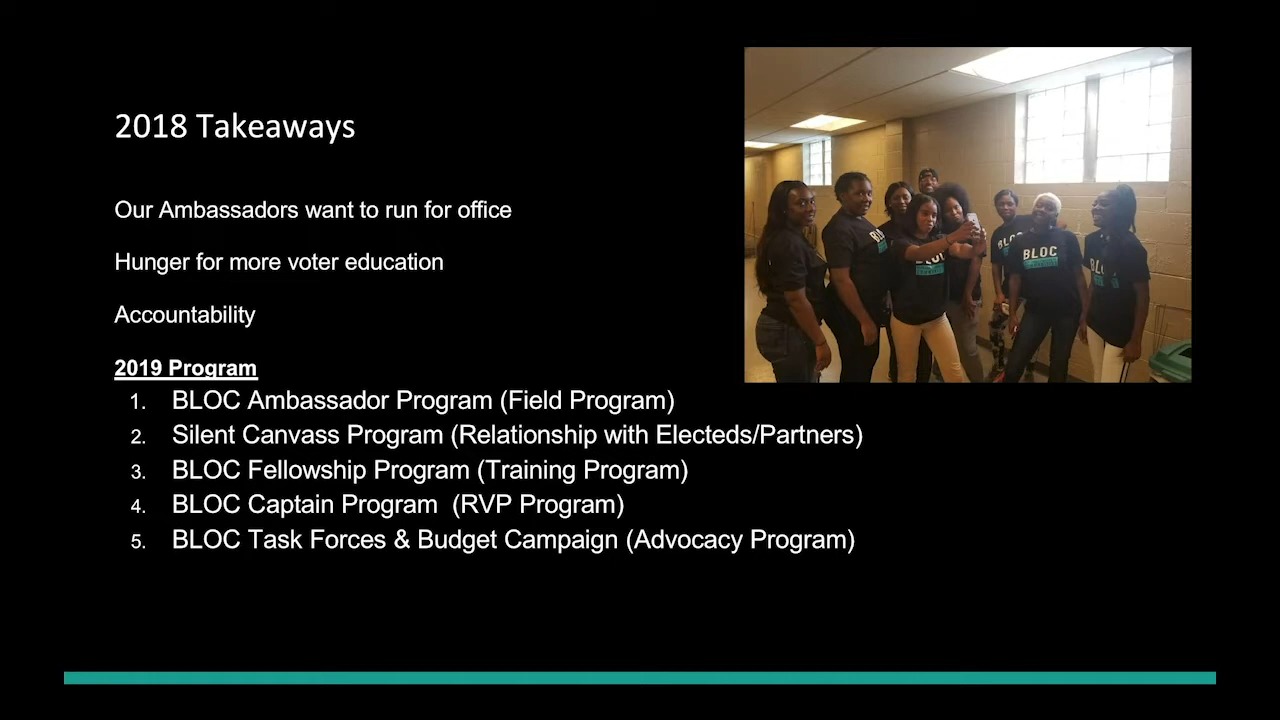 2018 Takeaways
Our Ambassadors want to run for office
Hunger for more voter education
Accountability
2019 Program
1. BLOC Ambassador Program (Field Program)
2. Silent Canvass Program (Relationship with Electeds/Partners)
3. BLOC Fellowship Program (Training Program)
4. BLOC Captain Program (RVP Program)
5. BLOC Task Forces & Budget Campaign (Advocacy Program)
BLOC
BLOC